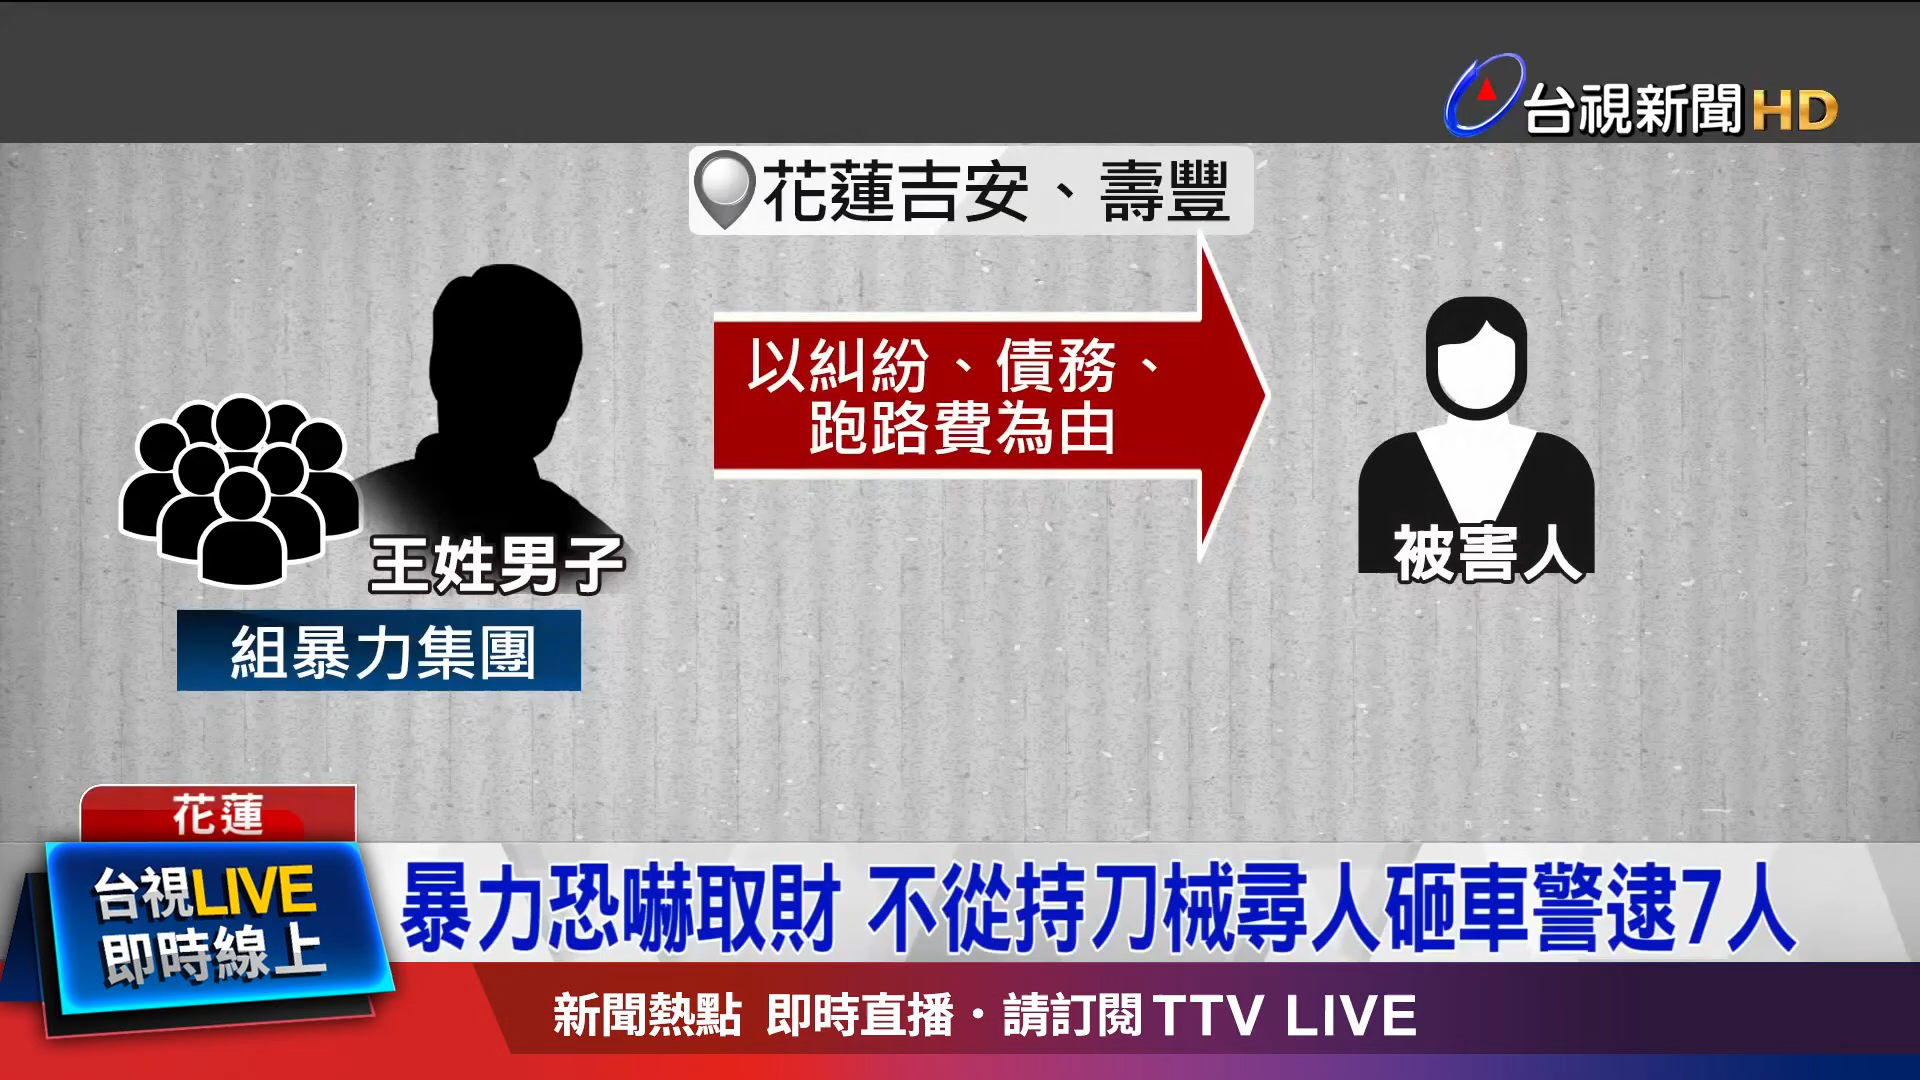 台視新聞HD
花蓮吉安、壽豐
以糾紛、債務、
跑路費為由
王姓男子
被害人
組暴力集團
花蓮
台視LIVE
即時線上
暴力恐嚇取財 不從持刀械尋人砸車警逮7人
新聞熱點 即時直播・請訂閱TTV LIVE